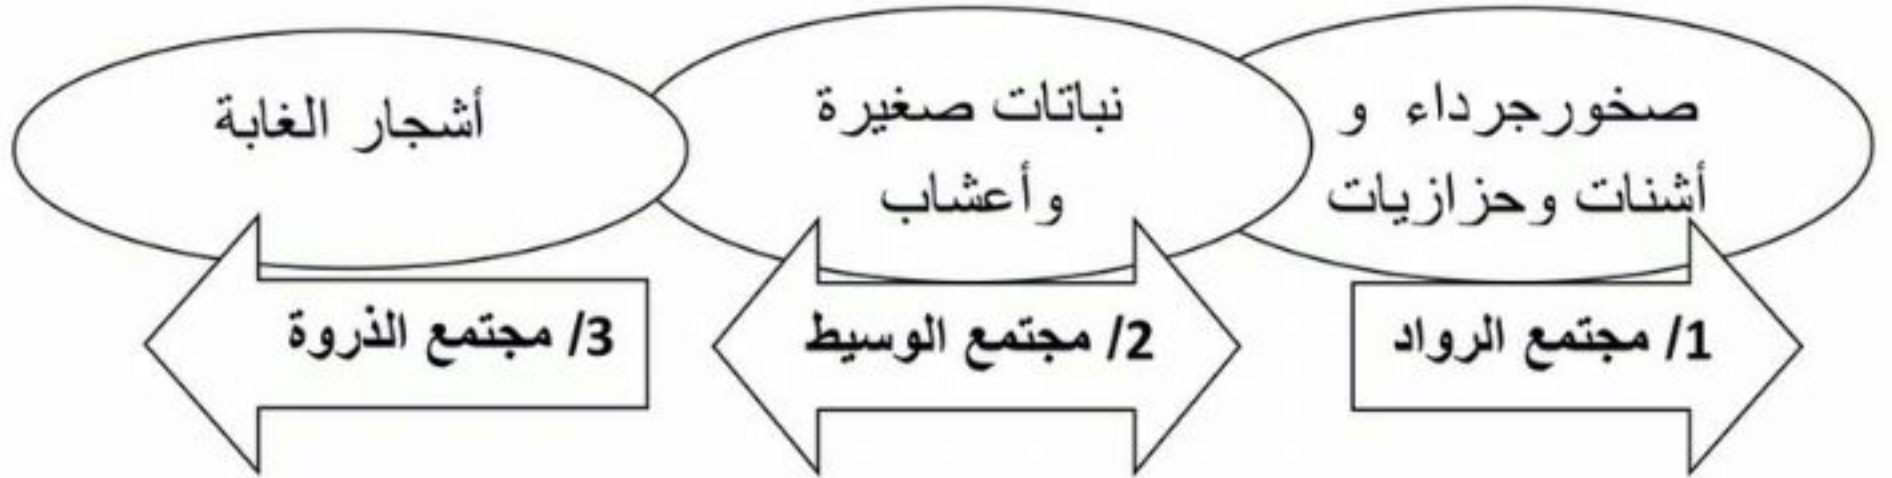 صخورجرداء و
أشنات وحزازيات
نباتات صغيرة
وأعشاب
أشجار الغابة
1/ مجتمع الرواد
2/ مجتمع الوسيط
3/ مجتمع الذروة